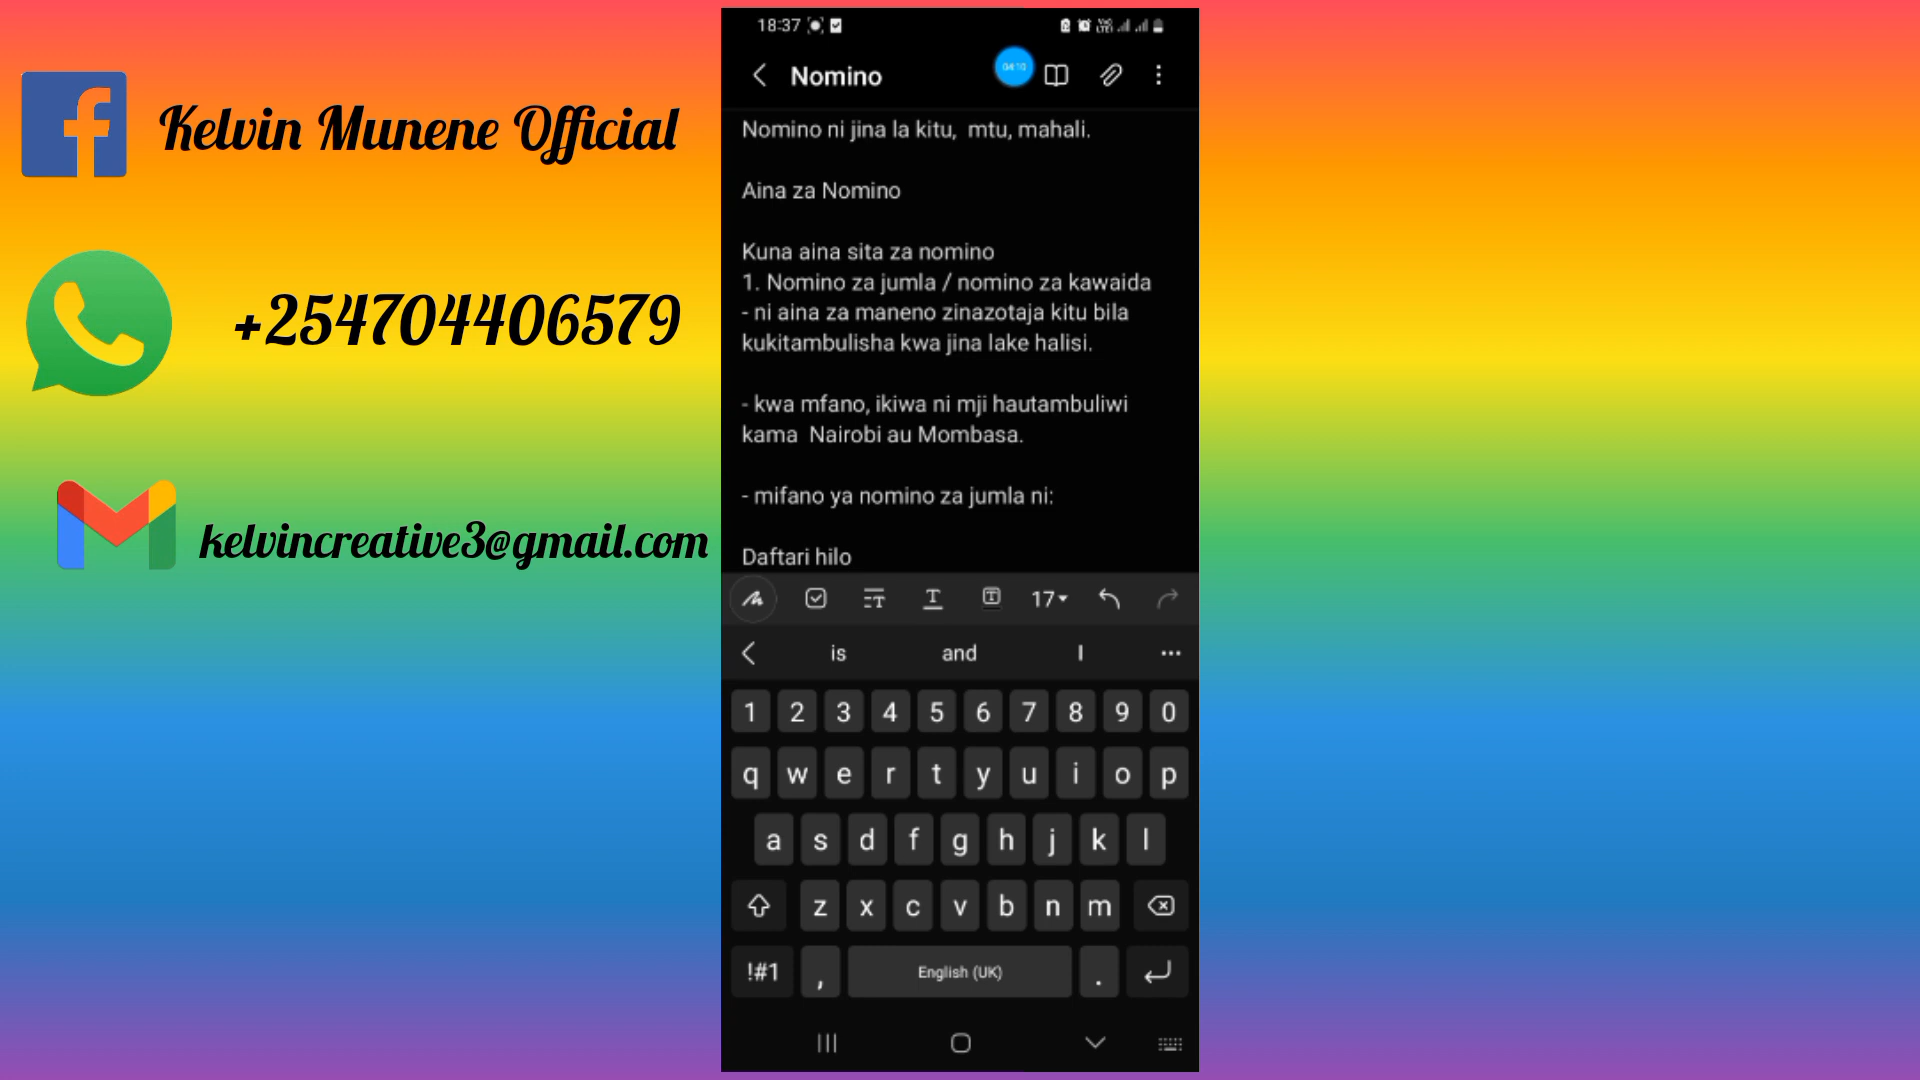 Kelvin Munene Official
+254704406579
kelvincreative3@gmail.com
18:37
Nomino
04:10
Nomino ni jina la kitu,  mtu, mahali.
Aina za Nomino
Kuna aina sita za nomino
1. Nomino za jumla / nomino za kawaida
- ni aina za maneno zinazotaja kitu bila
kukitambulisha kwa jina lake halisi.
- kwa mfano, ikiwa ni mji hautambuliwi
kama  Nairobi au Mombasa.
- mifano ya nomino za jumla ni:
Daftari hilo
17
is and I
1 2 3 4 5 6 7 8 9 0
q w e r t y u i o p
a s d f g h j k l
z x c v b n m
!#1 , English (UK) .